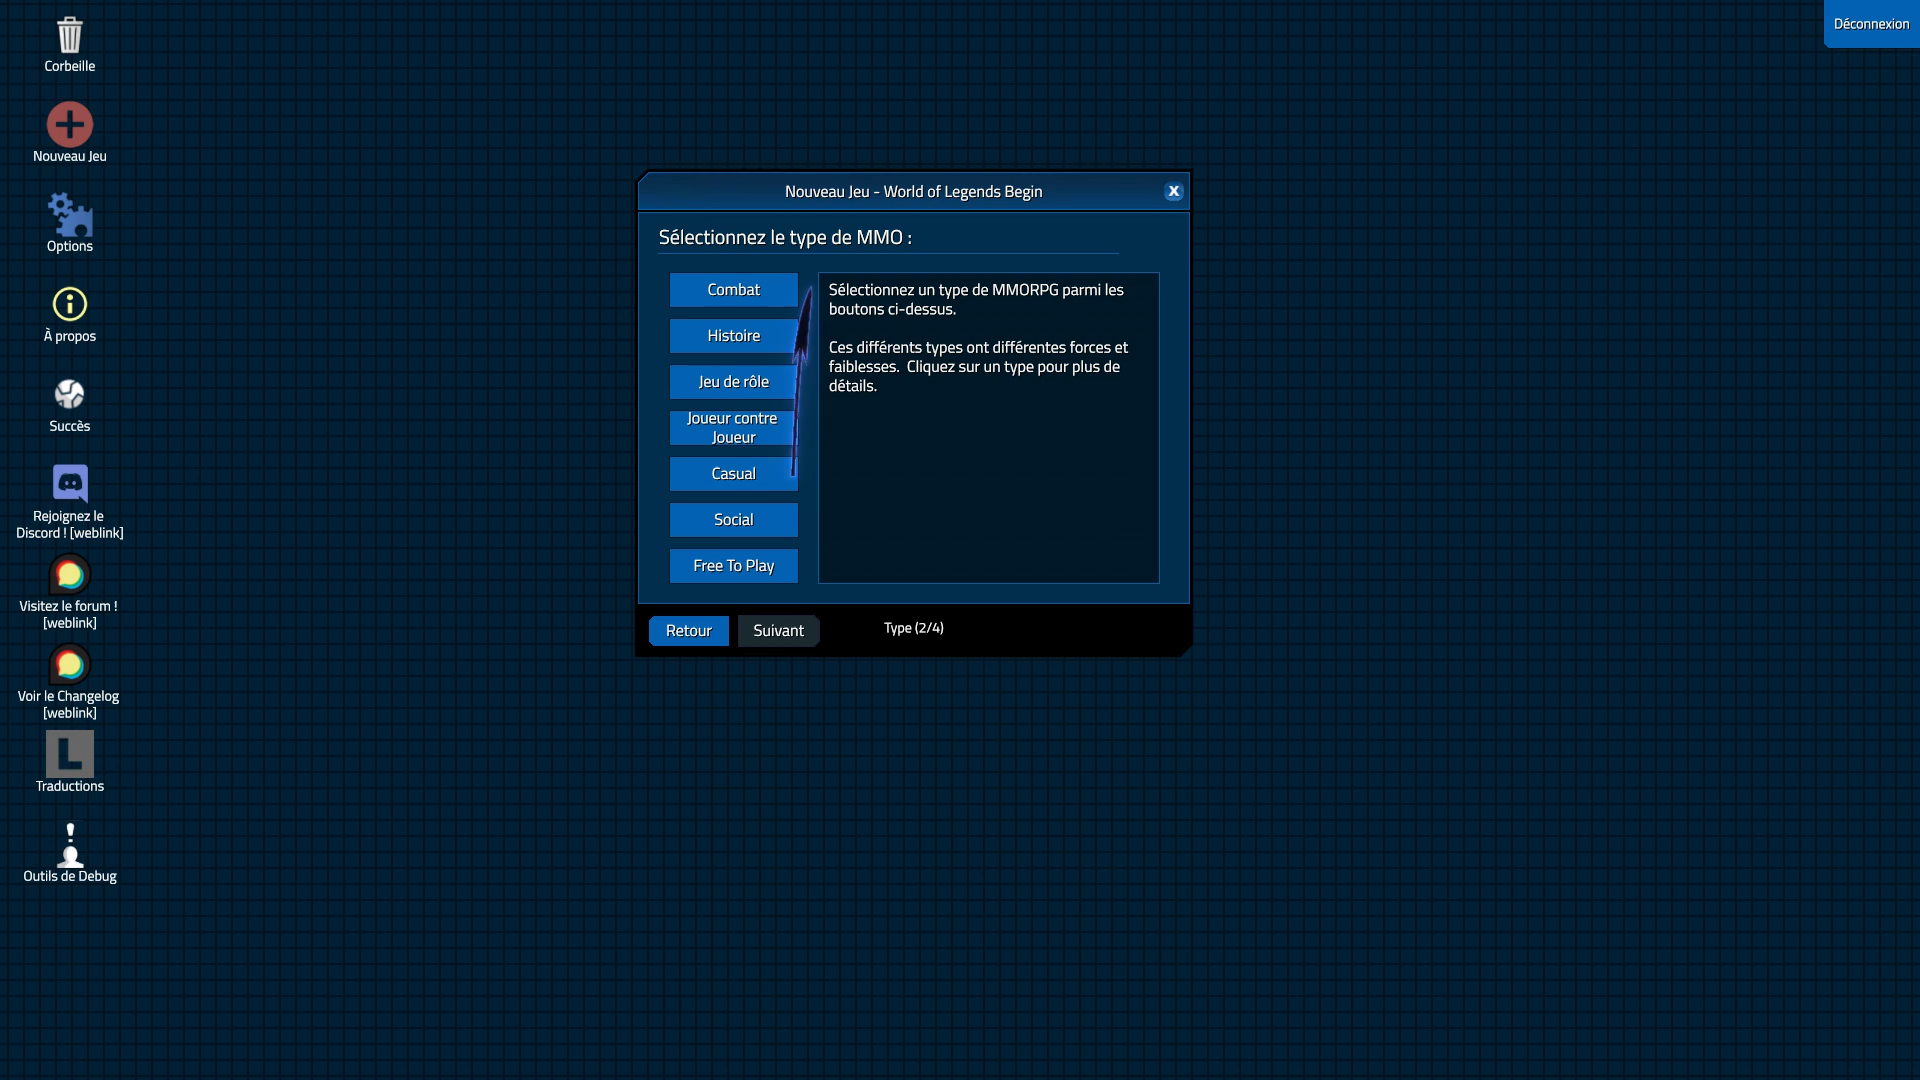 Corbeille
Nouveau Jeu
Options
À propos
Succès
Rejoignez le
Discord ! [weblink]
Visitez le forum !
[weblink]
Voir le Changelog
[weblink]
Traductions
Outils de Debug
Déconnexion
Nouveau Jeu - World of Legends Begin
X
Sélectionnez le type de MMO :
Combat
Histoire
Jeu de rôle
Joueur contre
Joueur
Casual
Social
Free To Play
Sélectionnez un type de MMORPG parmi les
boutons ci-dessus.
Ces différents types ont différentes forces et
faiblesses.  Cliquez sur un type pour plus de
détails.
Retour
Suivant
Type (2/4)